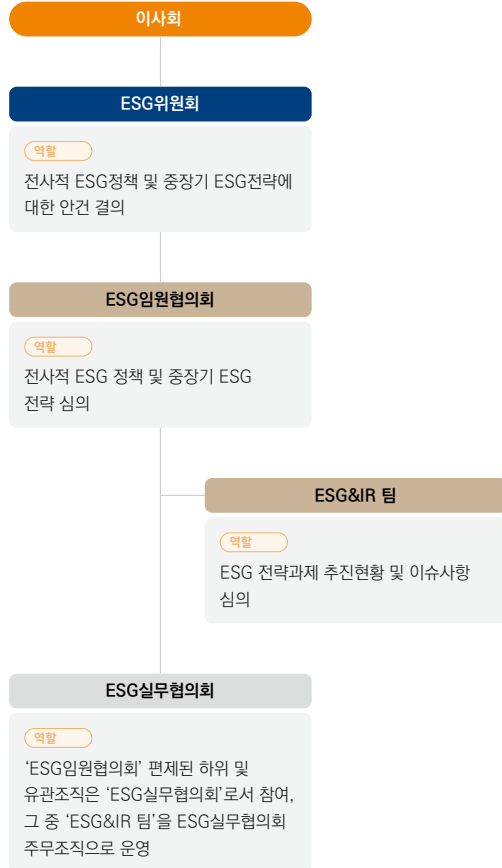 이사회
ESG위원회
역할
전사적 ESG정책 및 중장기 ESG전략에
대한 안건 결의
ESG임원협의회
역할
전사적 ESG 정책 및 중장기 ESG
전략 심의
ESG&IR 팀
역할
ESG 전략과제 추진현황 및 이슈사항
심의
ESG실무협의회
역할
‘ESG임원협의회’ 편제된 하위 및
유관조직은 ‘ESG실무협의회’로서 참여,
그 중 ‘ESG&IR 팀’을 ESG실무협의회
주무조직으로 운영